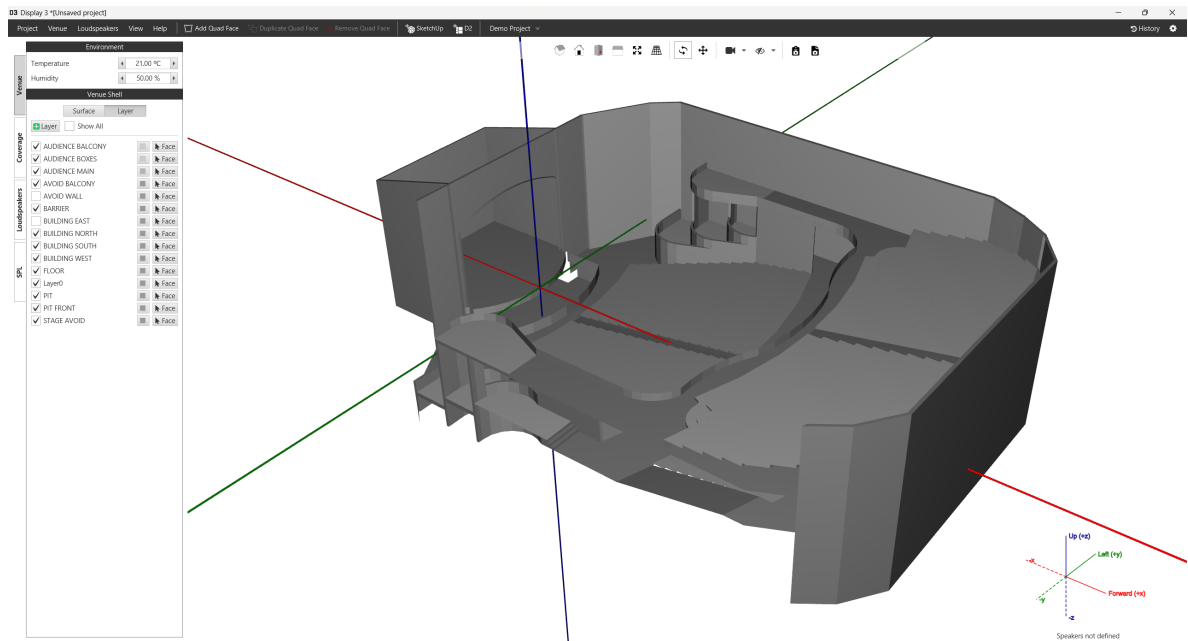 D3 Display 3 *[Unsaved project]
Project Venue Loudspeakers View Help Add Quad Face Duplicate Quad Face Remove Quad Face SketchUp D2 Demo Project History
Environment
Temperature 21.00 ºC
Humidity 50.00 %
Venue Shell
Surface Layer
Layer Show All
AUDIENCE BALCONY Face
AUDIENCE BOXES Face
AUDIENCE MAIN Face
AVOID BALCONY Face
AVOID WALL Face
BARRIER Face
BUILDING EAST Face
BUILDING NORTH Face
BUILDING SOUTH Face
BUILDING WEST Face
FLOOR Face
Layer0 Face
PIT Face
PIT FRONT Face
STAGE AVOID Face
Venue
Coverage
Loudspeakers
SPL
Up (+z)
Left (+y)
-x
Forward (+x)
-y
-z
Speakers not defined